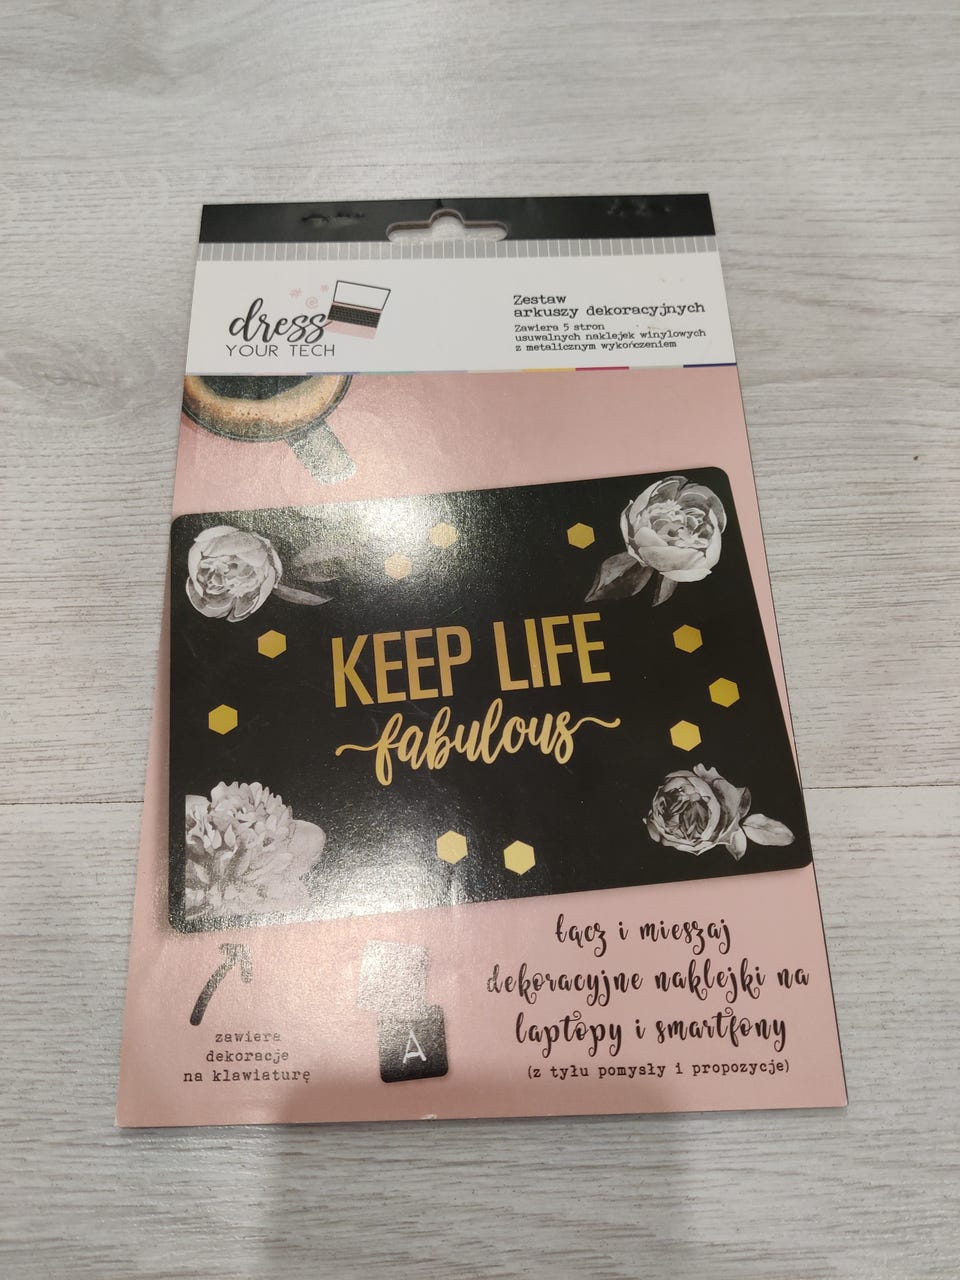 dress
YOUR TECH
Zestaw
arkuszy dekoracyjnych
Zawiera 5 stron
usuwalnych naklejek winylowych
z metalicznym wykończeniem
KEEP LIFE
fabulous
Łącz i mieszaj
dekoracyjne naklejki na
laptopy i smartfony
(z tyłu pomysły i propozycje)
zawiera
dekoracje
na klawiaturę
A